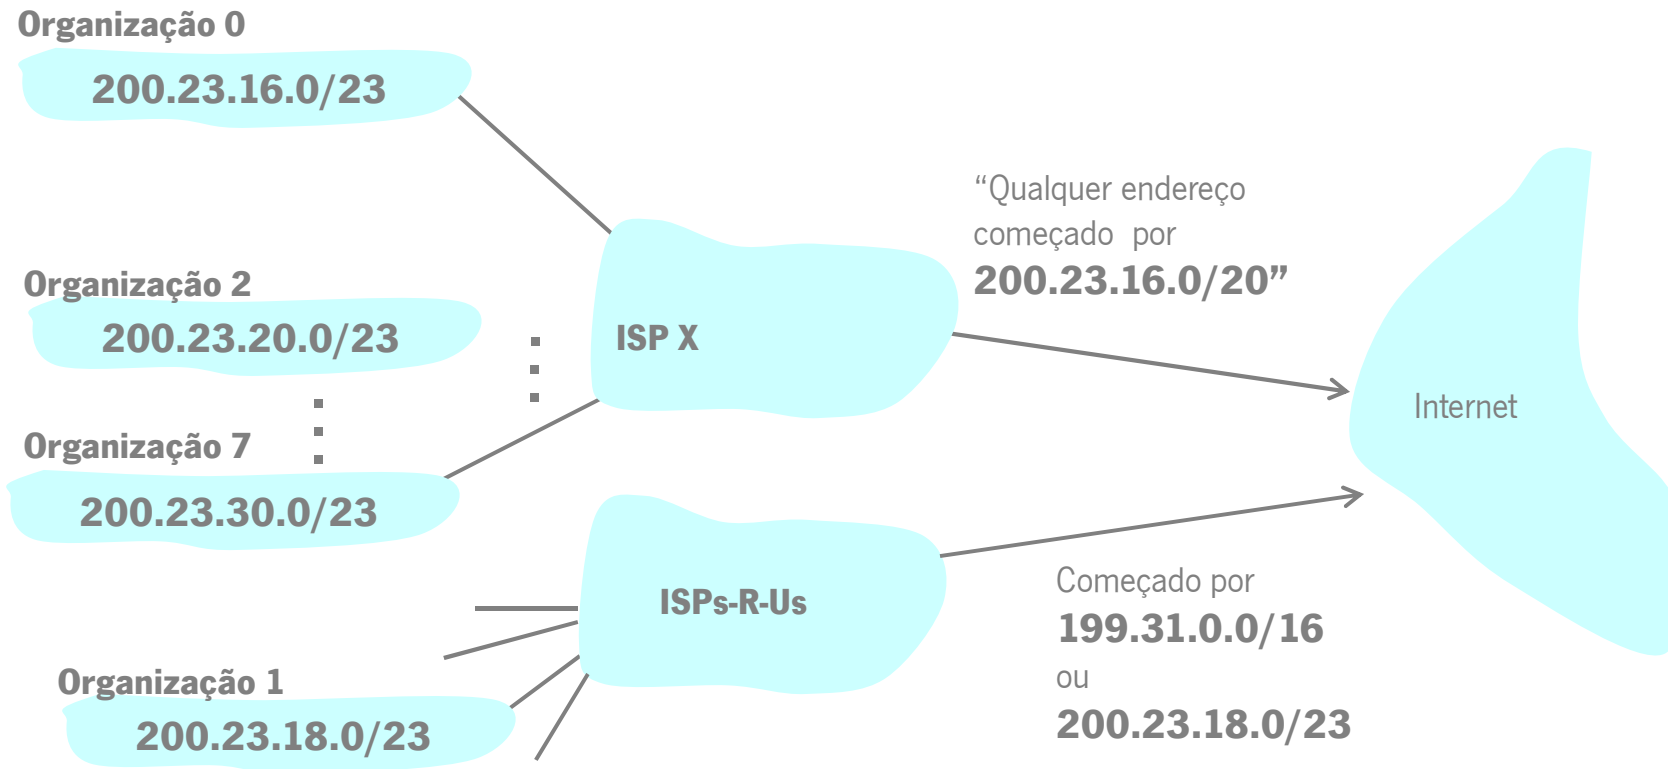 Organização 0
200.23.16.0/23
Organização 2
200.23.20.0/23
Organização 7
200.23.30.0/23
Organização 1
200.23.18.0/23
ISP X
ISPs-R-Us
“Qualquer endereço
começado por
200.23.16.0/20”
Começado por
199.31.0.0/16
ou
200.23.18.0/23
Internet